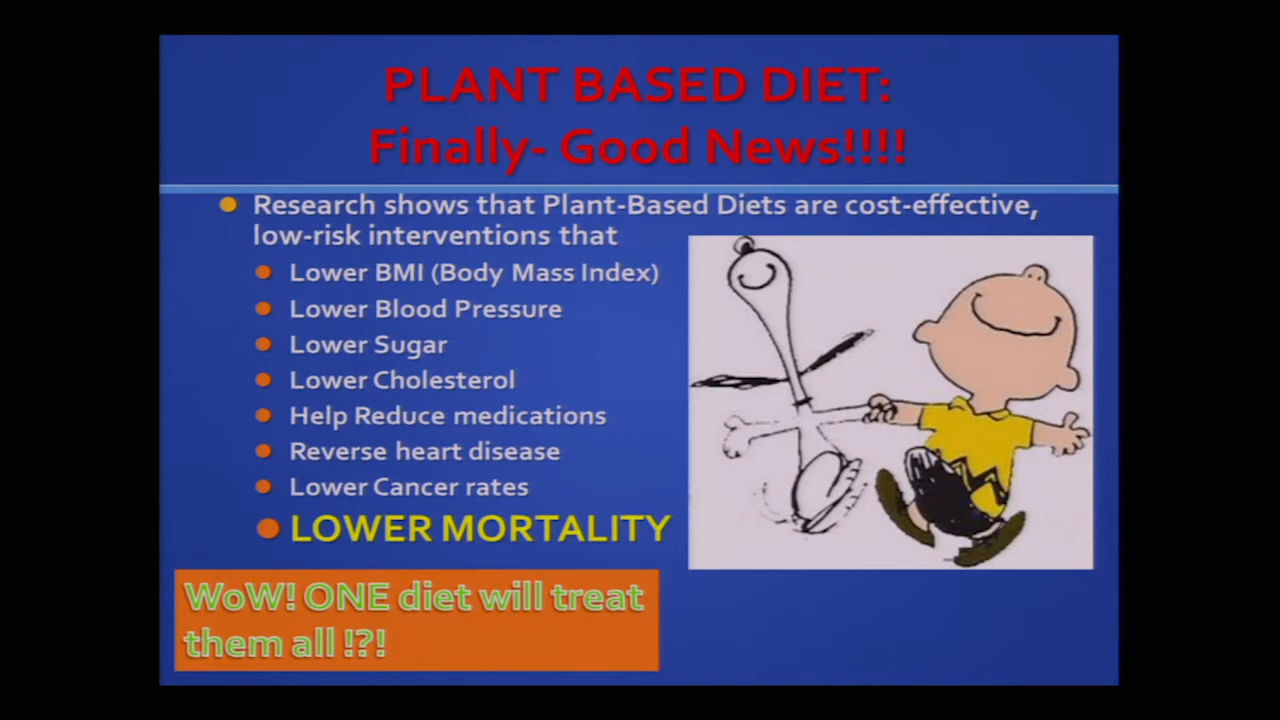 PLANT BASED DIET:
Finally- Good News!!!!
Research shows that Plant-Based Diets are cost-effective,
low-risk interventions that
Lower BMI (Body Mass Index)
Lower Blood Pressure
Lower Sugar
Lower Cholesterol
Help Reduce medications
Reverse heart disease
Lower Cancer rates
LOWER MORTALITY
WoW! ONE diet will treat
them all !?!